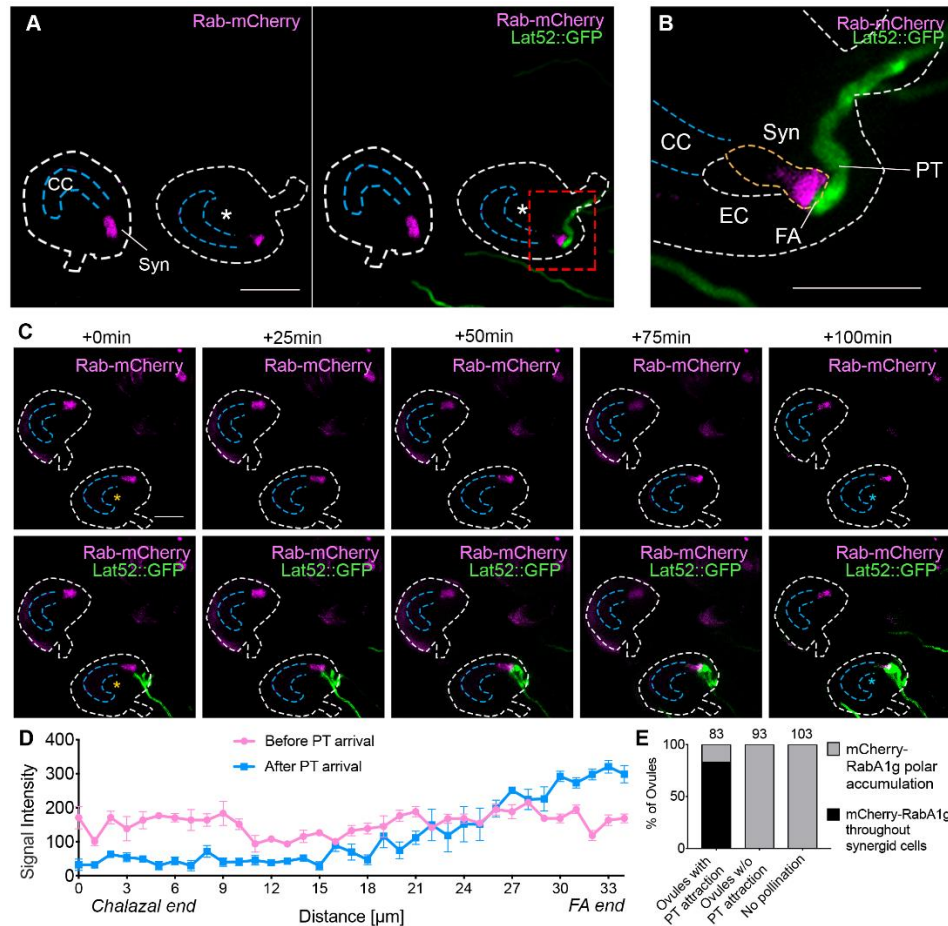 A
Rab-mCherry
Rab-mCherry
Lat52::GFP
CC
*
Syn
*
B
Rab-mCherry
Lat52::GFP
CC
Syn
PT
EC
FA
C
+0min
+25min
+50min
+75min
+100min
Rab-mCherry
Rab-mCherry
Rab-mCherry
Rab-mCherry
Rab-mCherry
*
*
Rab-mCherry
Lat52::GFP
Rab-mCherry
Lat52::GFP
Rab-mCherry
Lat52::GFP
Rab-mCherry
Lat52::GFP
Rab-mCherry
Lat52::GFP
*
*
D
Signal Intensity
400
300
200
100
0
Before PT arrival
After PT arrival
0 3 6 9 12 15 18 21 24 27 30 33
Chalazal end
Distance [µm]
FA end
E
% of Ovules
100
50
0
83 93 103
Ovules with
PT attraction
Ovules w/o
PT attraction
No pollination
mCherry-
RabA1g polar
accumulation
mCherry-RabA1g
throughout
synergid cells